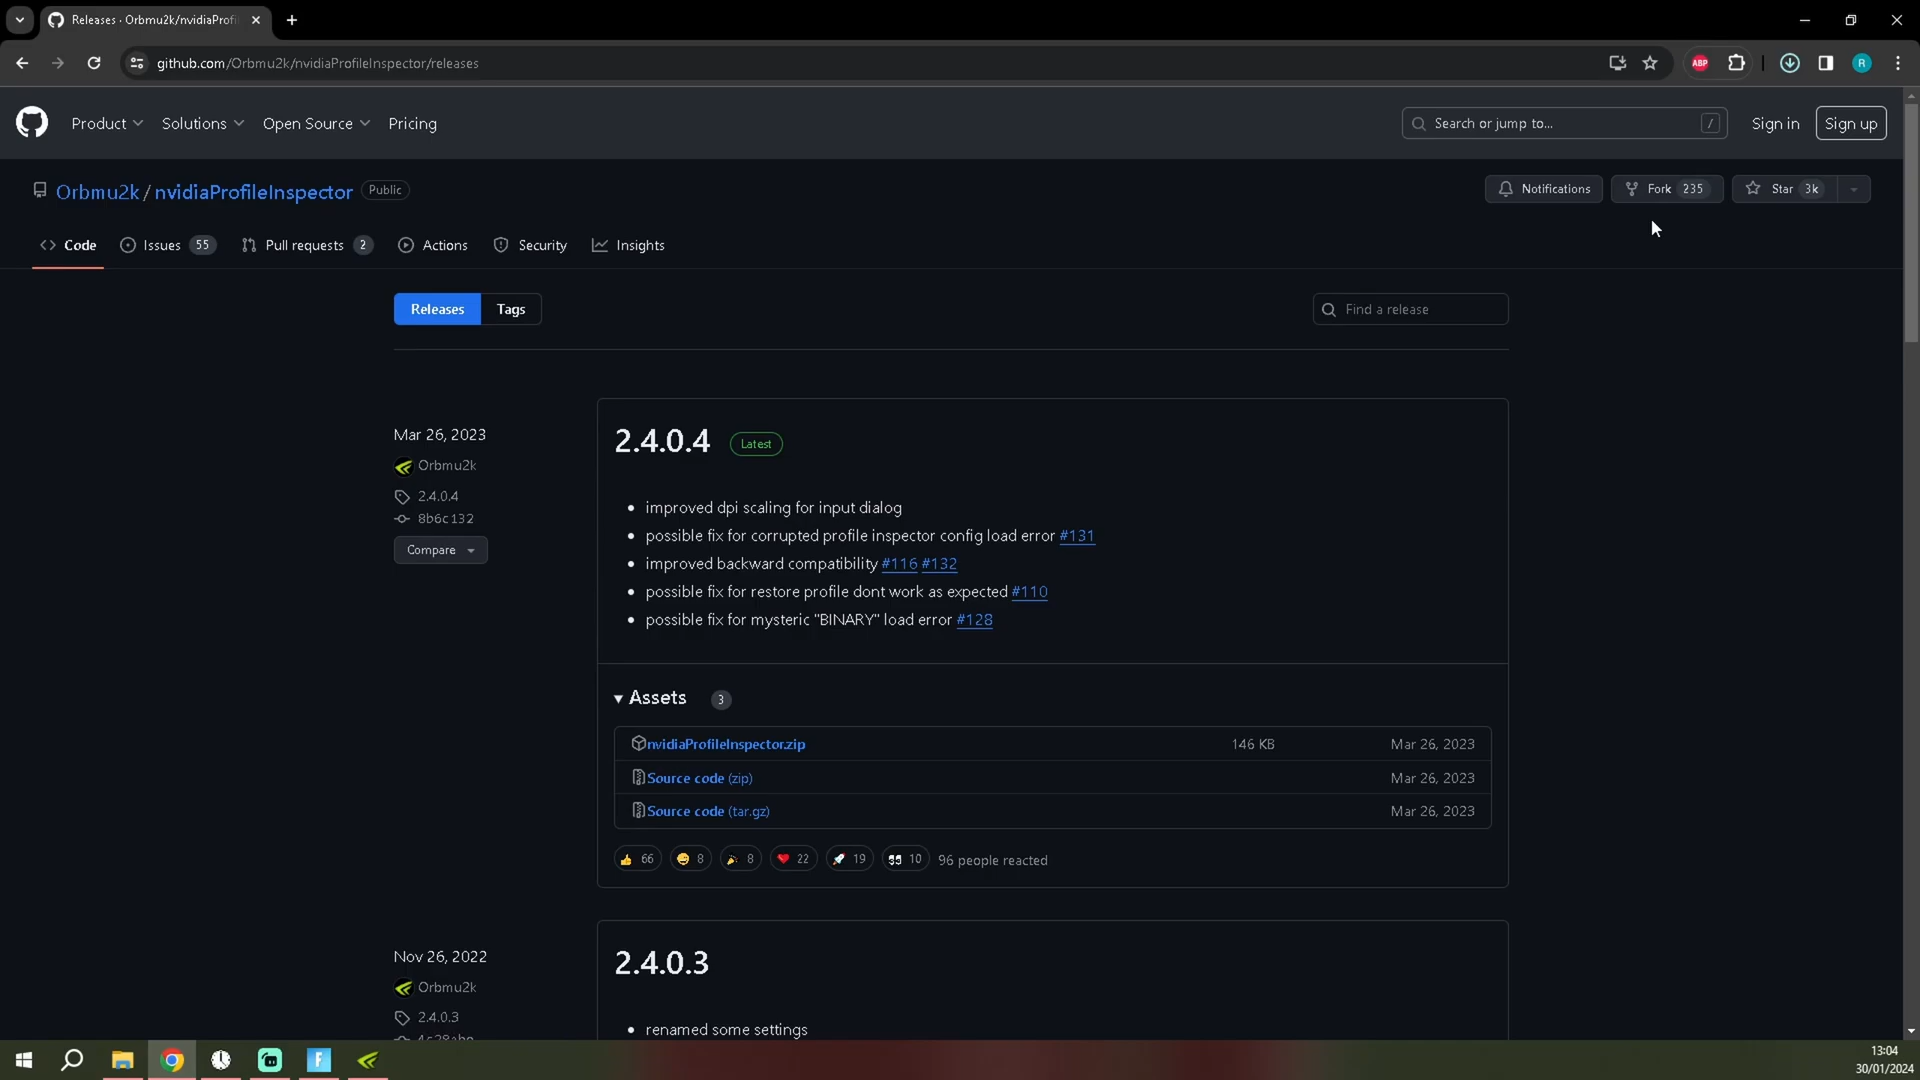 Releases · Orbmu2k/nvidiaProfi
github.com/Orbmu2k/nvidiaProfileInspector/releases
ABP
R
Product
Solutions
Open Source
Pricing
Search or jump to...
/
Sign in
Sign up
Orbmu2k / nvidiaProfileInspector Public
Notifications
Fork 235
Star 3k
Code
Issues 55
Pull requests 2
Actions
Security
Insights
Releases
Tags
Find a release
Mar 26, 2023
Orbmu2k
2.4.0.4
8b6c132
Compare
2.4.0.4 Latest
• improved dpi scaling for input dialog
• possible fix for corrupted profile inspector config load error #131
• improved backward compatibility #116 #132
• possible fix for restore profile dont work as expected #110
• possible fix for mysteric "BINARY" load error #128
Assets 3
nvidiaProfileInspector.zip 146 KB Mar 26, 2023
Source code (zip) Mar 26, 2023
Source code (tar.gz) Mar 26, 2023
66 8 8 22 19 10 96 people reacted
Nov 26, 2022
Orbmu2k
2.4.0.3
2.4.0.3
• renamed some settings
F
13:04
30/01/2024